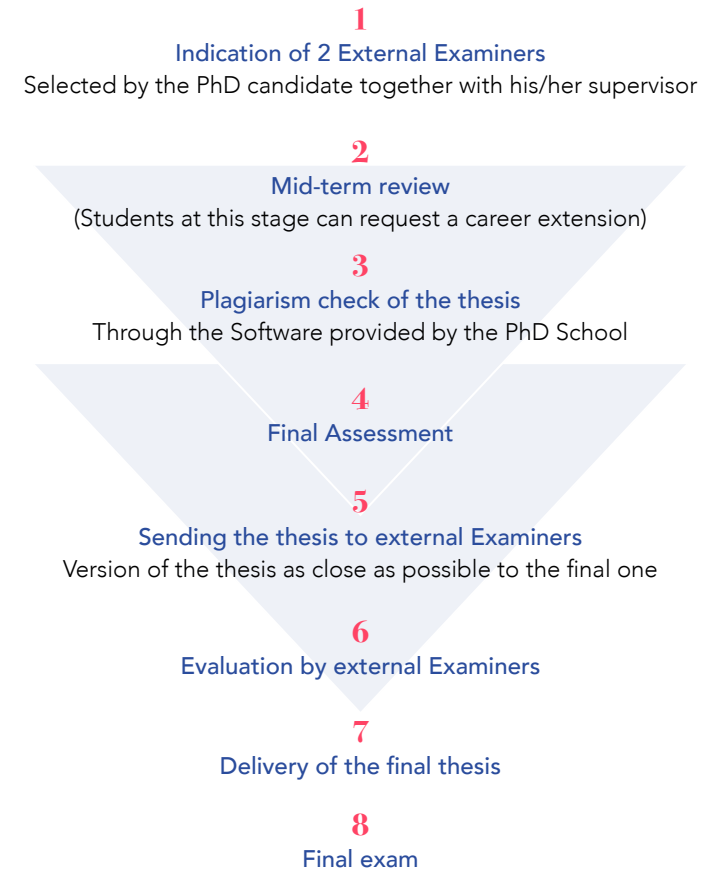 1
Indication of 2 External Examiners
Selected by the PhD candidate together with his/her supervisor
2
Mid-term review
(Students at this stage can request a career extension)
3
Plagiarism check of the thesis
Through the Software provided by the PhD School
4
Final Assessment
5
Sending the thesis to external Examiners
Version of the thesis as close as possible to the final one
6
Evaluation by external Examiners
7
Delivery of the final thesis
8
Final exam